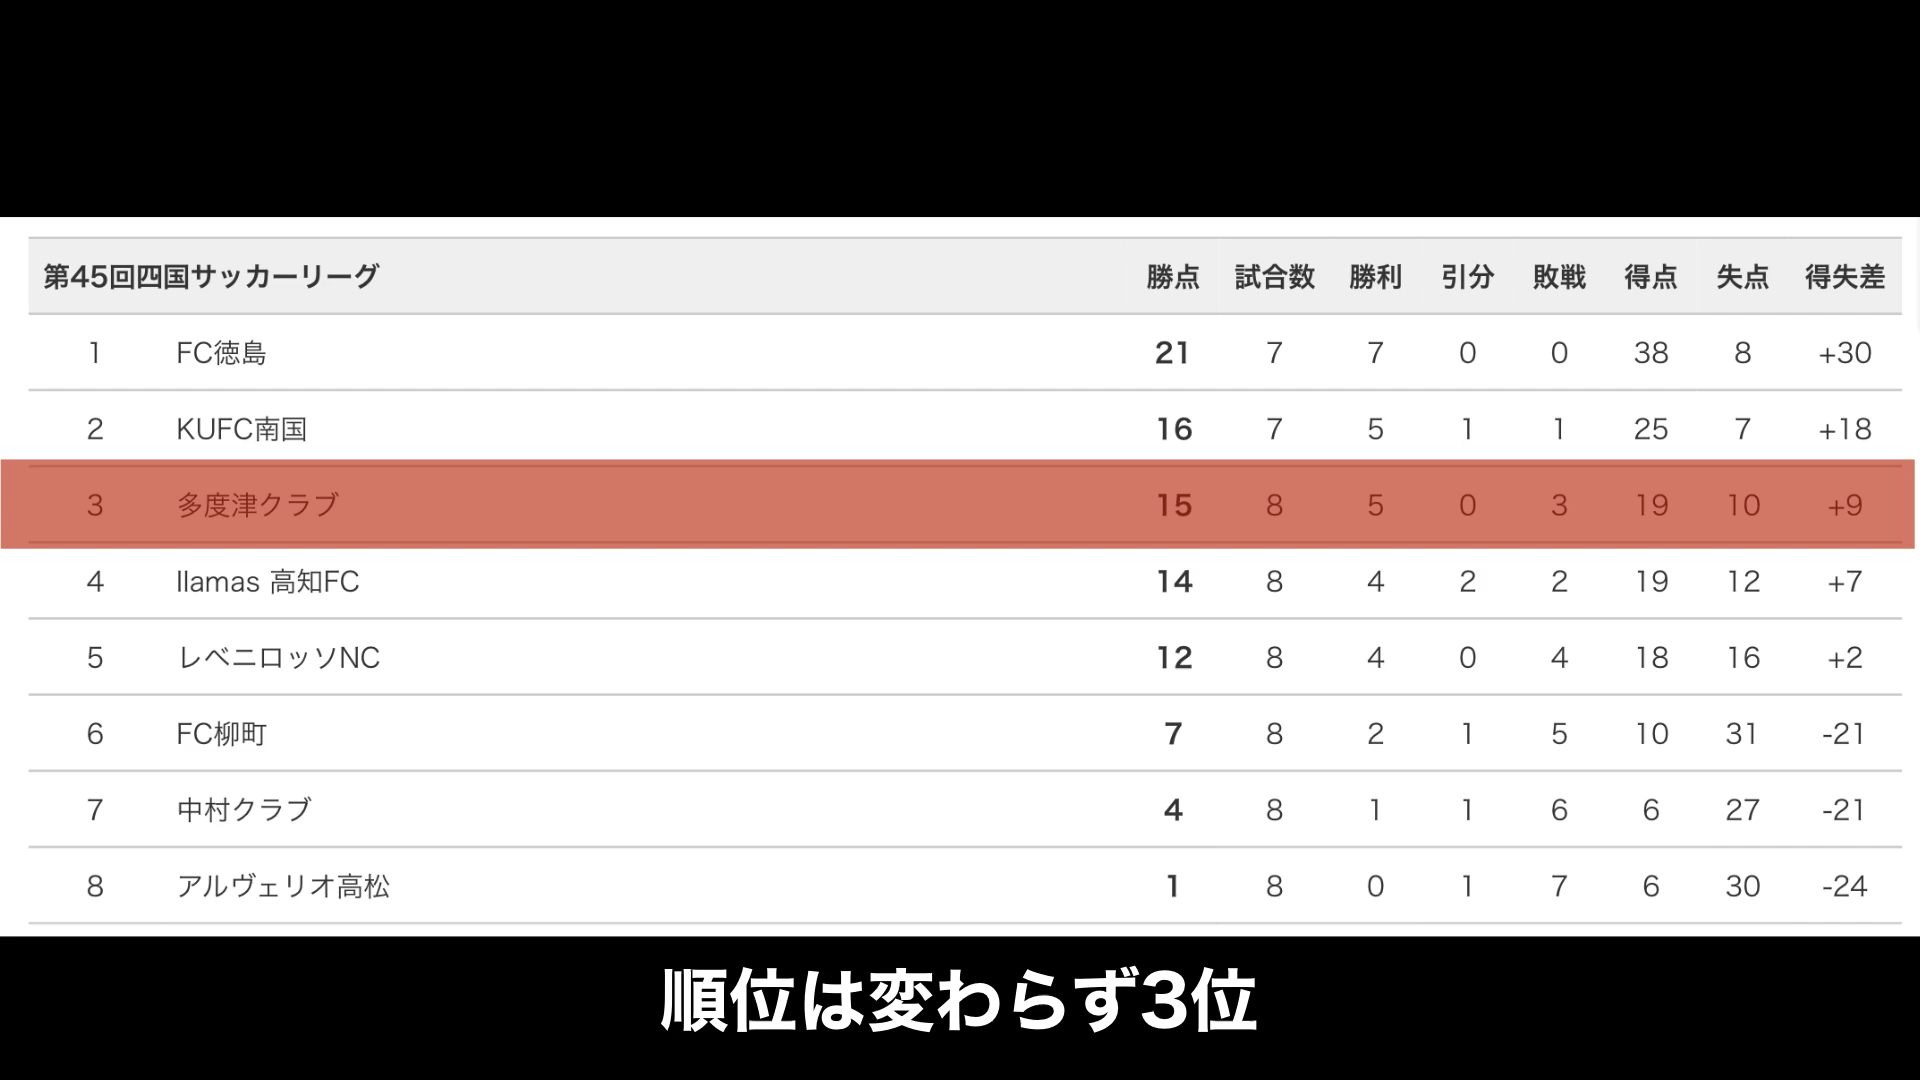 第45回四国サッカーリーグ 勝点 試合数 勝利 引分 敗戦 得点 失点 得失差
1 FC徳島 21 7 7 0 0 38 8 +30
2 KUFC南国 16 7 5 1 1 25 7 +18
3 多度津クラブ 15 8 5 0 3 19 10 +9
4 llamas 高知FC 14 8 4 2 2 19 12 +7
5 レベニロッソNC 12 8 4 0 4 18 16 +2
6 FC柳町 7 8 2 1 5 10 31 -21
7 中村クラブ 4 8 1 1 6 6 27 -21
8 アルヴェリオ高松 1 8 0 1 7 6 30 -24
順位は変わらず3位